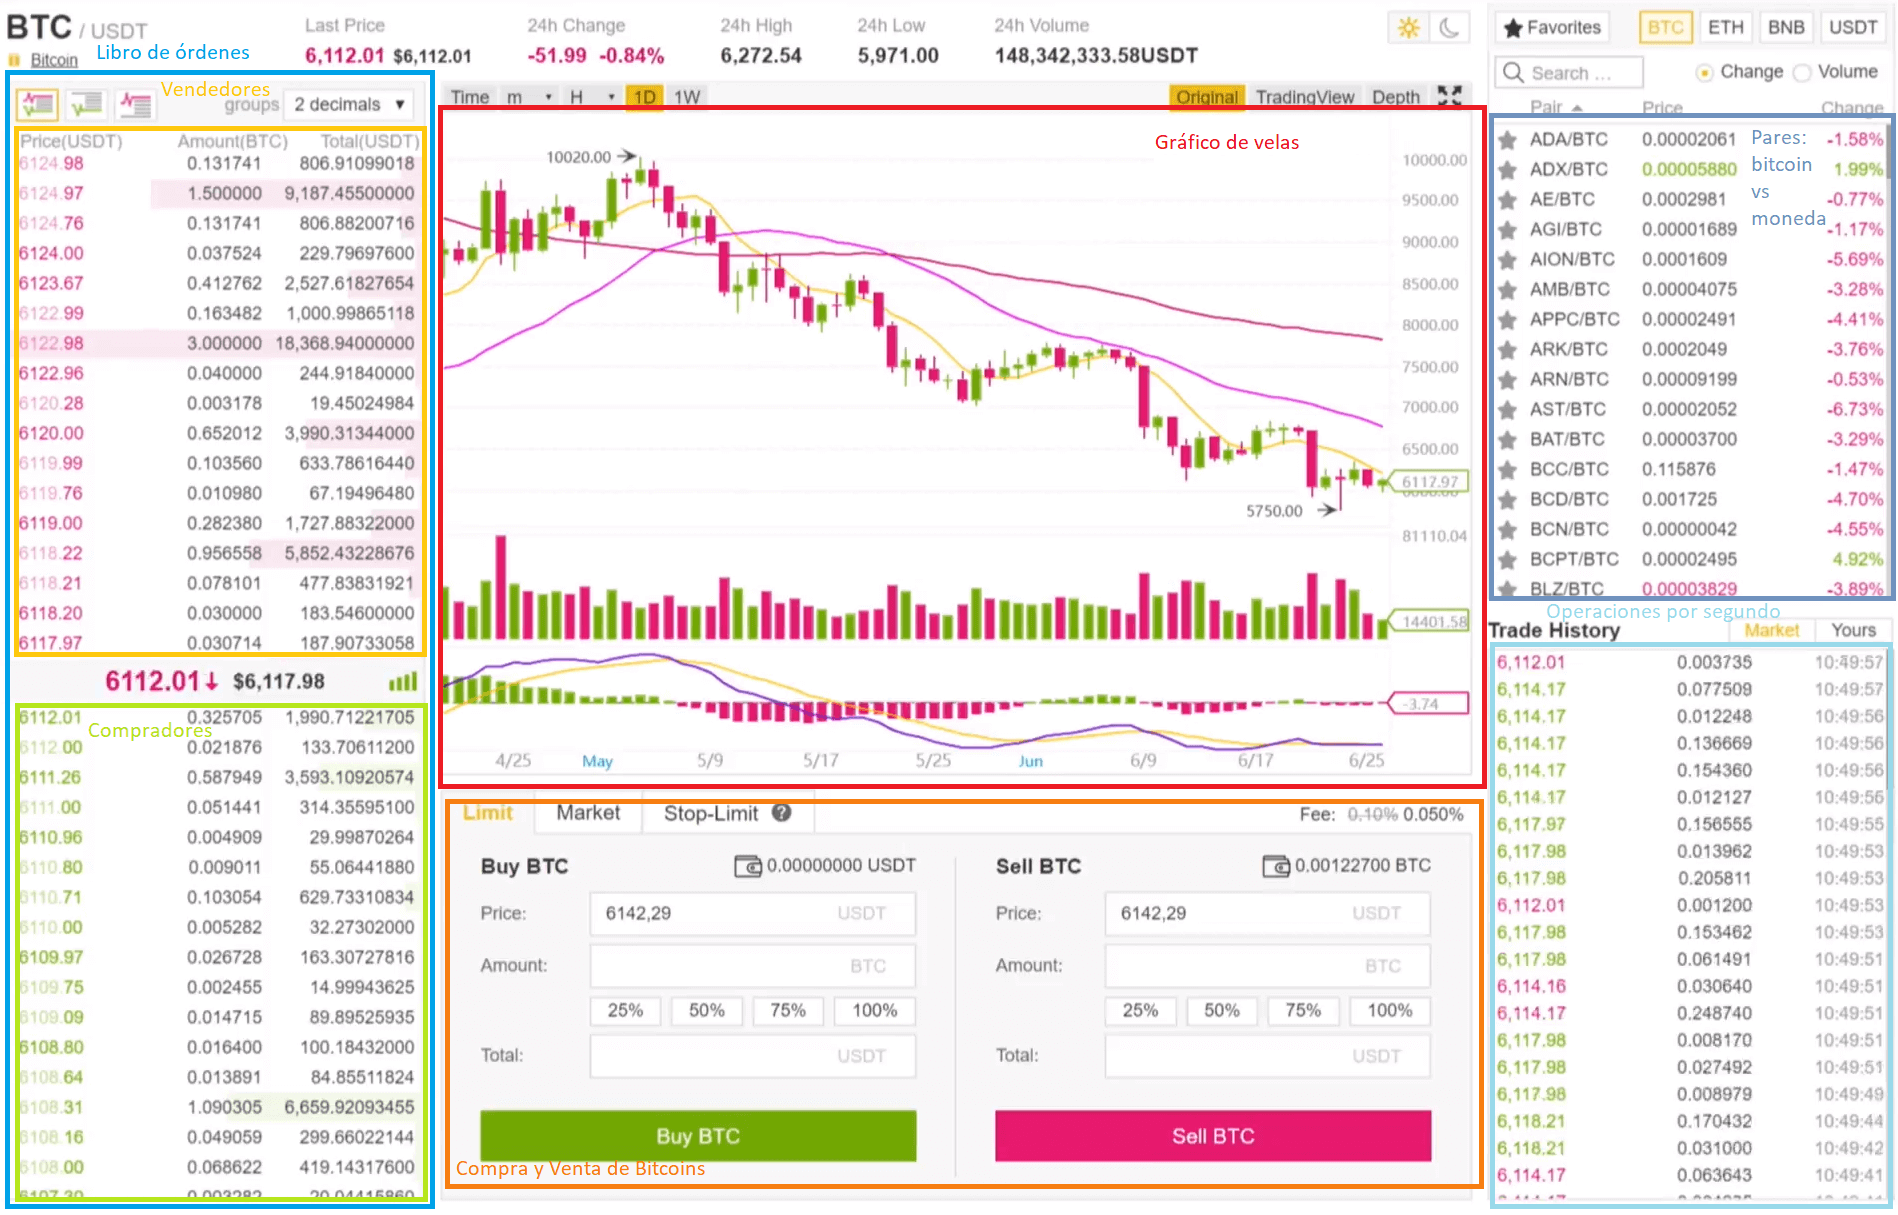 BTC / USDT
Bitcoin
Libro de órdenes
Last Price
6,112.01 $6,112.01
24h Change
-51.99 -0.84%
24h High
6,272.54
24h Low
5,971.00
24h Volume
148,342,333.58USDT
Favorites BTC ETH BNB USDT
Search ... Change Volume
Pair Price Change
Vendedores
groups 2 decimals
Price(USDT) Amount(BTC) Total(USDT)
6124.98 0.131741 806.91099018
6124.97 1.500000 9,187.45500000
6124.76 0.131741 806.88200716
6124.00 0.037524 229.79697600
6123.67 0.412762 2,527.61827654
6122.99 0.163482 1,000.99865118
6122.98 3.000000 18,368.94000000
6122.96 0.040000 244.91840000
6120.28 0.003178 19.45024984
6120.00 0.652012 3,990.31344000
6119.99 0.103560 633.78616440
6119.76 0.010980 67.19496480
6119.00 0.282380 1,727.88322000
6118.22 0.956558 5,852.43228676
6118.21 0.078101 477.83831921
6118.20 0.030000 183.54600000
6117.97 0.030714 187.90733058
6112.01 $6,117.98
6112.01 0.325705 1,990.71221705
Compradores
6112.00 0.021876 133.70611200
6111.26 0.587949 3,593.10920574
6111.00 0.051441 314.35595100
6110.96 0.004909 29.99870264
6110.80 0.009011 55.06441880
6110.71 0.103054 629.73310834
6110.00 0.005282 32.27302000
6109.97 0.026728 163.30727816
6109.75 0.002455 14.99943625
6109.09 0.014715 89.89525935
6108.80 0.016400 100.18432000
6108.64 0.013891 84.85511824
6108.31 1.090305 6,659.92093455
6108.16 0.049059 299.66022144
6108.00 0.068622 419.14317600
Time m H 1D 1W
Original TradingView Depth
Gráfico de velas
10020.00
10000.00
9500.00
9000.00
8500.00
8000.00
7500.00
7000.00
6500.00
6117.97
5750.00
81110.04
14401.58
-3.74
4/25 May 5/9 5/17 5/25 Jun 6/9 6/17 6/25
Limit Market Stop-Limit ?
Fee: 0.10% 0.050%
Buy BTC 0.00000000 USDT
Price: 6142,29 USDT
Amount: BTC
25% 50% 75% 100%
Total: USDT
Buy BTC
Sell BTC 0.00122700 BTC
Price: 6142,29 USDT
Amount: BTC
25% 50% 75% 100%
Total: USDT
Sell BTC
Compra y Venta de Bitcoins
ADA/BTC 0.00002061 -1.58%
ADX/BTC 0.00005880 1.99%
AE/BTC 0.0002981 -0.77%
AGI/BTC 0.00001689 -1.17%
AION/BTC 0.0001609 -5.69%
AMB/BTC 0.00004075 -3.28%
APPC/BTC 0.00002491 -4.41%
ARK/BTC 0.0002049 -3.76%
ARN/BTC 0.00009199 -0.53%
AST/BTC 0.00002052 -6.73%
BAT/BTC 0.00003700 -3.29%
BCC/BTC 0.115876 -1.47%
BCD/BTC 0.001725 -4.70%
BCN/BTC 0.00000042 -4.55%
BCPT/BTC 0.00002495 4.92%
BLZ/BTC 0.00003829 -3.89%
Pares:
bitcoin
vs
moneda
Operaciones por segundo
Trade History Market Yours
6,112.01 0.003735 10:49:57
6,114.17 0.077509 10:49:57
6,114.17 0.012248 10:49:56
6,114.17 0.136669 10:49:56
6,114.17 0.154360 10:49:56
6,114.17 0.012127 10:49:56
6,117.97 0.156555 10:49:55
6,117.98 0.013962 10:49:53
6,117.98 0.205811 10:49:53
6,112.01 0.001200 10:49:53
6,117.98 0.153462 10:49:53
6,117.98 0.061491 10:49:51
6,114.16 0.030640 10:49:51
6,114.17 0.248740 10:49:51
6,117.98 0.008170 10:49:51
6,117.98 0.027492 10:49:51
6,117.98 0.008979 10:49:49
6,118.21 0.170432 10:49:44
6,118.21 0.031000 10:49:42
6,114.17 0.063643 10:49:41